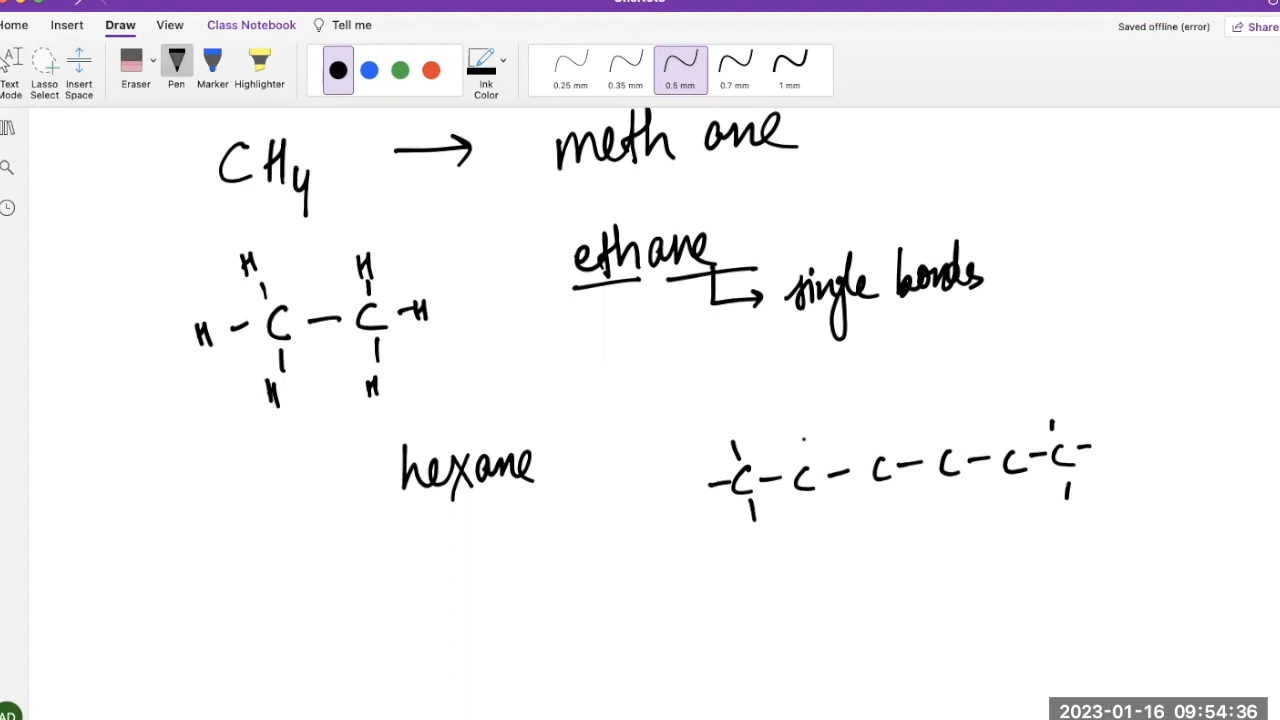 Home Insert Draw View Class Notebook Tell me
Saved offline (error) Share
Text Mode
Lasso Select
Insert Space
Eraser
Pen
Marker
Highlighter
Ink Color
0.25 mm
0.35 mm
0.5 mm
0.7 mm
1 mm
CH4 → meth ane
ethane
single bonds
H H
H - C - C - H
H H
hexane
- C - C - C - C - C - C -
AD
2023-01-16 09:54:36